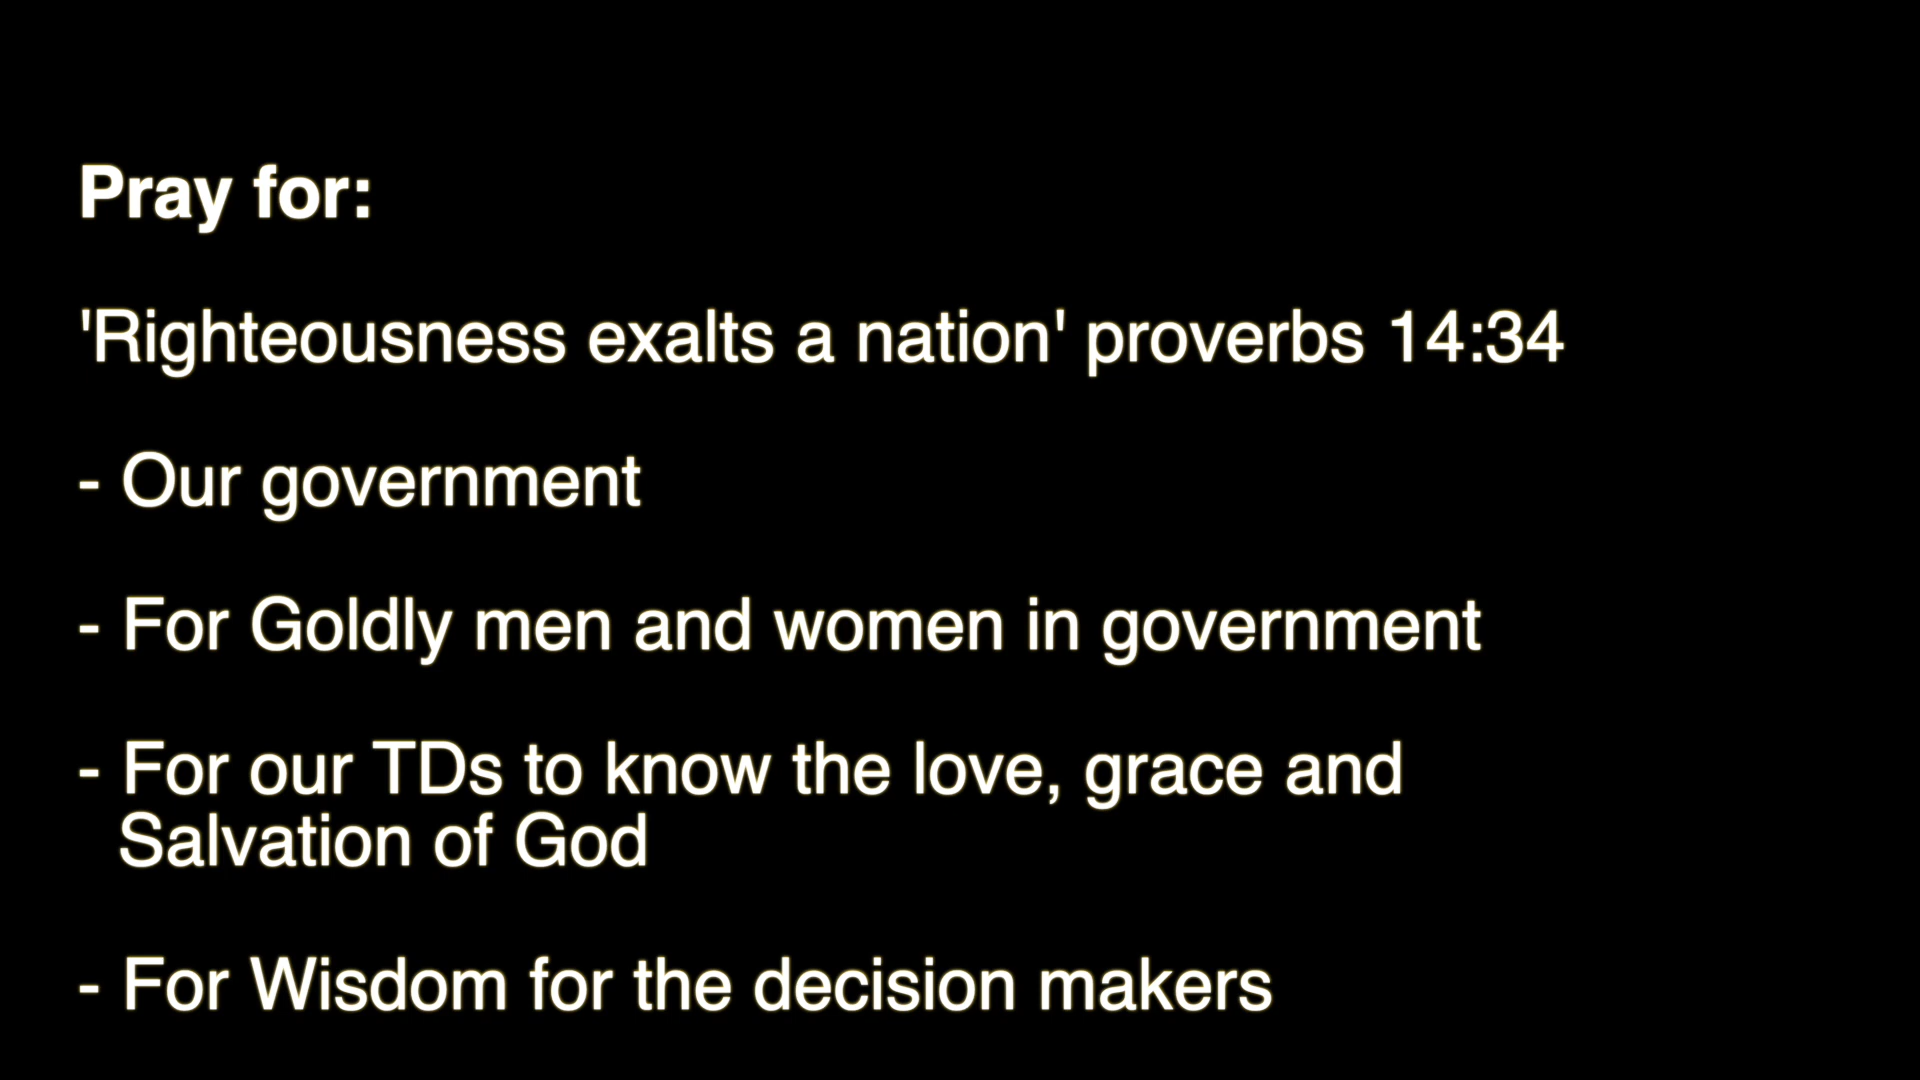 Pray for:
'Righteousness exalts a nation' proverbs 14:34
- Our government
- For Goldly men and women in government
- For our TDs to know the love, grace and
Salvation of God
- For Wisdom for the decision makers